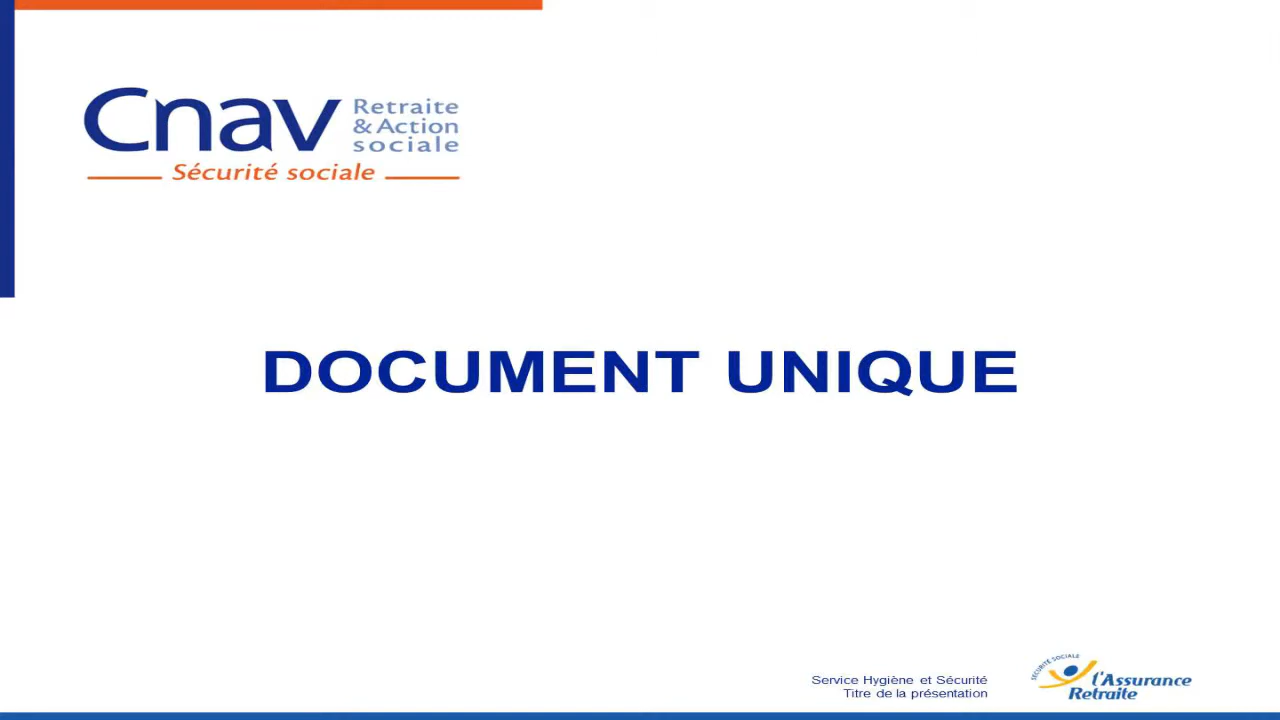 Cnav Retraite
& Action
sociale
Sécurité sociale
DOCUMENT UNIQUE
Service Hygiène et Sécurité
Titre de la présentation
SÉCURITÉ SOCIALE
l'Assurance
Retraite